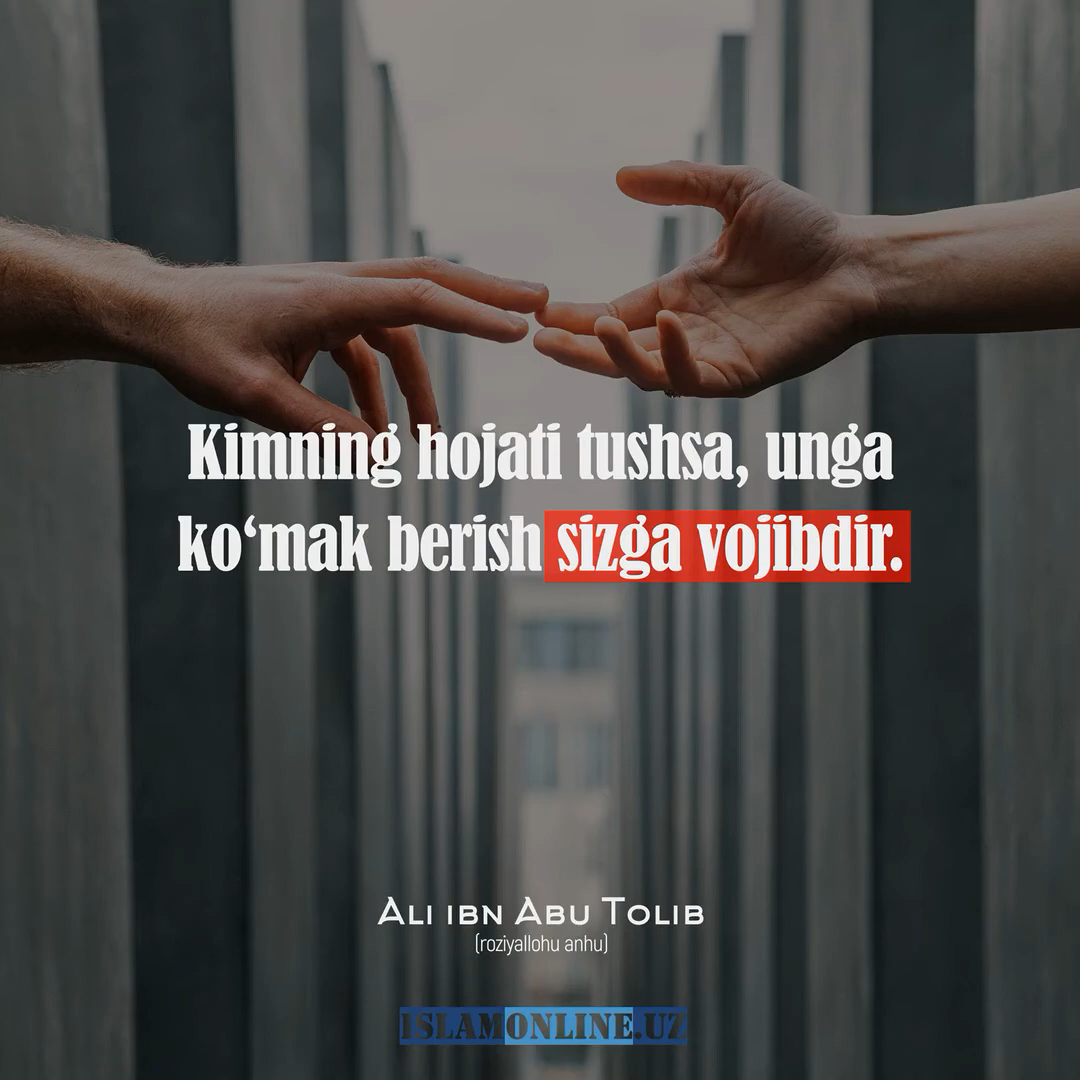 Kimning hojati tushsa, unga
ko‘mak berish sizga vojibdir.
Ali ibn Abu Tolib
(roziyallohu anhu)
ISLAMONLINE.UZ